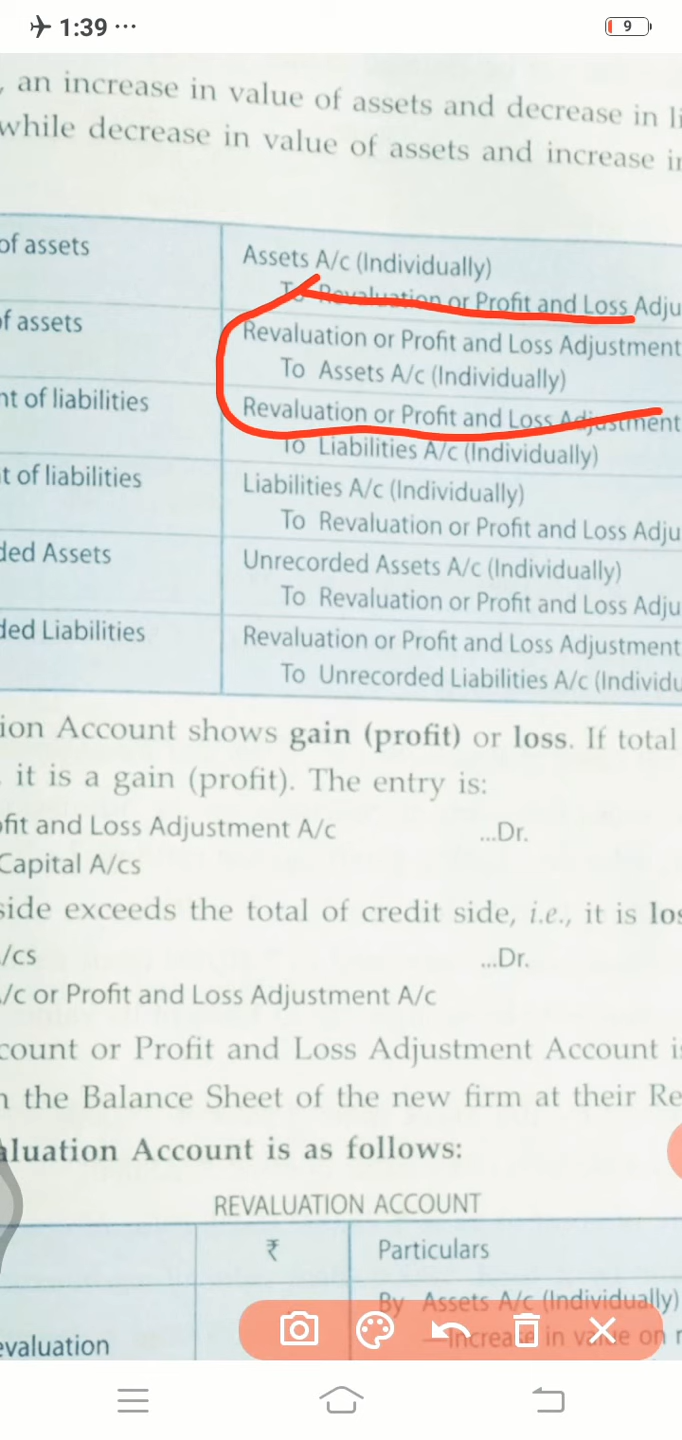 1:39 ...
9
, an increase in value of assets and decrease in
while decrease in value of assets and increase
of assets
Assets A/c (Individually)
To Revaluation or Profit and Loss Adju
f assets
Revaluation or Profit and Loss Adjustment
To Assets A/c (Individually)
nt of liabilities
Revaluation or Profit and Loss Adjustment
To Liabilities A/c (Individually)
t of liabilities
Liabilities A/c (Individually)
To Revaluation or Profit and Loss Adju
ded Assets
Unrecorded Assets A/c (Individually)
To Revaluation or Profit and Loss Adju
ded Liabilities
Revaluation or Profit and Loss Adjustment
To Unrecorded Liabilities A/c (Individu
ion Account shows gain (profit) or loss. If total
it is a gain (profit). The entry is:
ofit and Loss Adjustment A/c ...Dr.
Capital A/cs
side exceeds the total of credit side, i.e., it is los
/cs ...Dr.
/c or Profit and Loss Adjustment A/c
count or Profit and Loss Adjustment Account is
n the Balance Sheet of the new firm at their Re
aluation Account is as follows:
REVALUATION ACCOUNT
₹ Particulars
By Assets A/c (Individually)
evaluation
—Increase in value on r